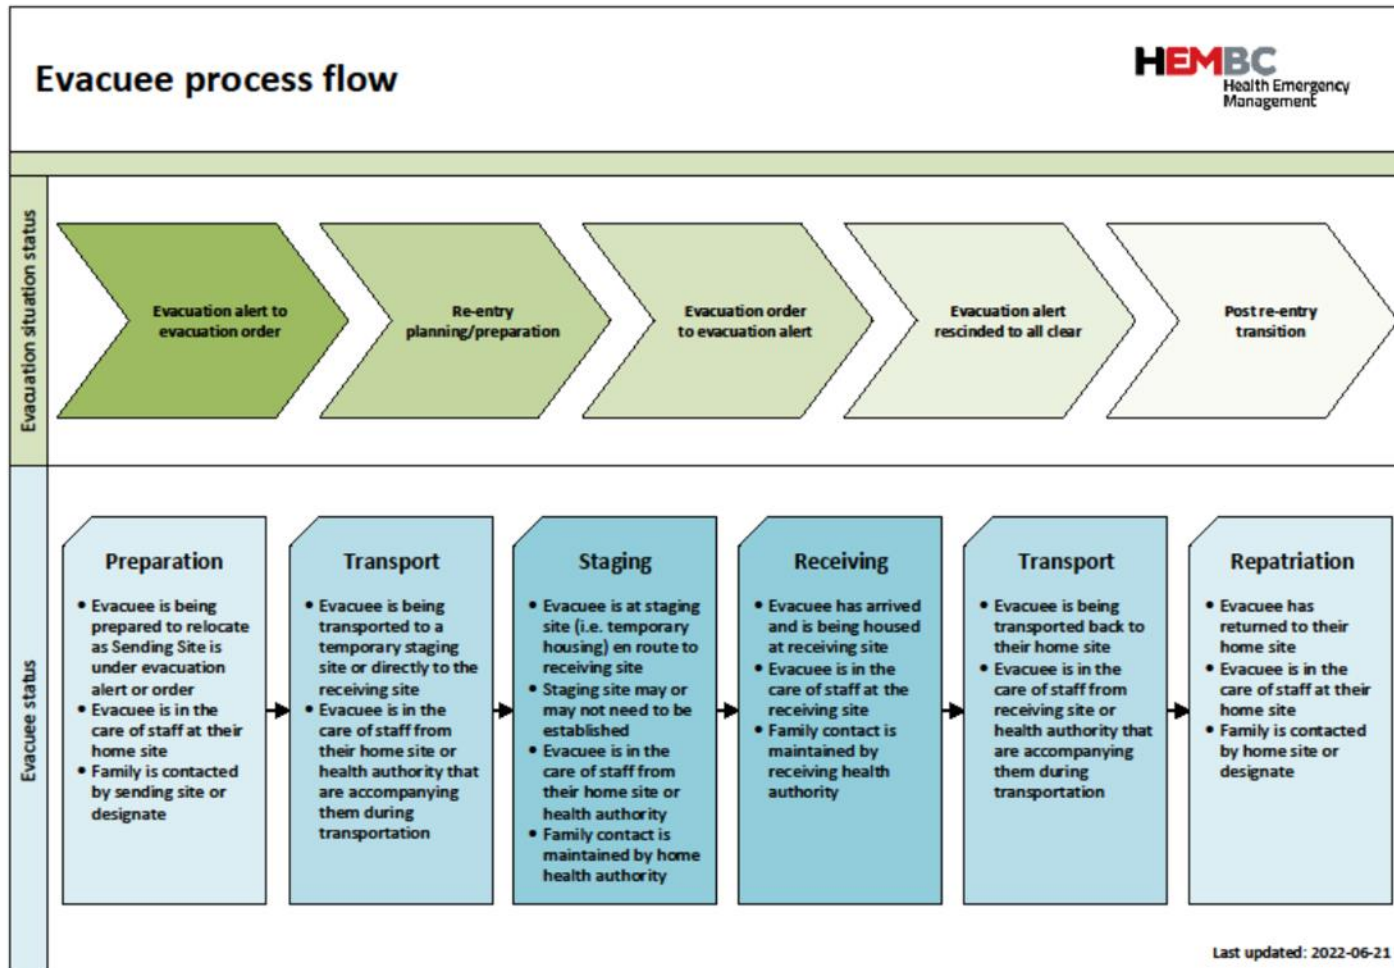 Evacuee process flow
HEMBC
Health Emergency
Management
Evacuation situation status
Evacuation alert to
evacuation order
Re-entry
planning/preparation
Evacuation order
to evacuation alert
Evacuation alert
rescinded to all clear
Post re-entry
transition
Evacuee status
Preparation
• Evacuee is being
prepared to relocate
as Sending Site is
under evacuation
alert or order
• Evacuee is in the
care of staff at their
home site
• Family is contacted
by sending site or
designate
Transport
• Evacuee is being
transported to a
temporary staging
site or directly to the
receiving site
• Evacuee is in the
care of staff from
their home site or
health authority that
are accompanying
them during
transportation
Staging
• Evacuee is at staging
site (i.e. temporary
housing) en route to
receiving site
• Staging site may or
may not need to be
established
• Evacuee is in the
care of staff from
their home site or
health authority
• Family contact is
maintained by home
health authority
Receiving
• Evacuee has arrived
and is being housed
at receiving site
• Evacuee is in the
care of staff at the
receiving site
• Family contact is
maintained by
receiving health
authority
Transport
• Evacuee is being
transported back to
their home site
• Evacuee is in the
care of staff from
receiving site or
health authority that
are accompanying
them during
transportation
Repatriation
• Evacuee has
returned to their
home site
• Evacuee is in the
care of staff at their
home site
• Family is contacted
by home site or
designate
Last updated: 2022-06-21